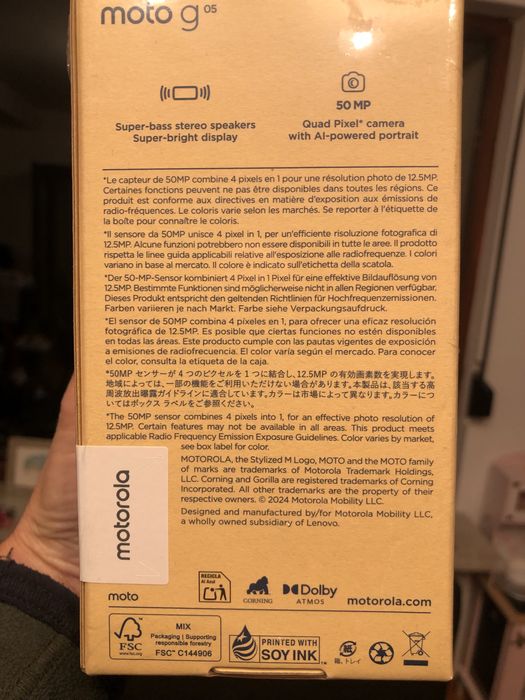 moto g 05
Super-bass stereo speakers
Super-bright display
50 MP
Quad Pixel* camera
with AI-powered portrait
*Le capteur de 50MP combine 4 pixels en 1 pour une résolution photo de 12.5MP.
Certaines fonctions peuvent ne pas être disponibles dans toutes les régions. Ce
produit est conforme aux directives en matière d'exposition aux émissions de
radio-fréquences. Le coloris varie selon les marchés. Se reporter à l'étiquette de
la boîte pour connaître le coloris.
*Il sensore da 50MP unisce 4 pixel in 1, per un'efficiente risoluzione fotografica di
12.5MP. Alcune funzioni potrebbero non essere disponibili in tutte le aree. Il prodotto
rispetta le linee guida applicabili relative all'esposizione alle radiofrequenze. I colori
variano in base al mercato. Il colore è indicato sull'etichetta della scatola.
*Der 50-MP-Sensor kombiniert 4 Pixel in 1 Pixel für eine effektive Bildauflösung von
12.5MP. Bestimmte Funktionen sind möglicherweise nicht in allen Regionen verfügbar.
Dieses Produkt entspricht den geltenden Richtlinien für Hochfrequenzemissionen.
Farben variieren je nach Markt. Farbe siehe Verpackungsaufdruck.
*El sensor de 50MP combina 4 píxeles en 1, para ofrecer una eficaz resolución
fotográfica de 12.5MP. Es posible que ciertas funciones no estén disponibles
en todas las áreas. Este producto cumple con las pautas vigentes de exposición
a emisiones de radiofrecuencia. El color varía según el mercado. Para conocer
el color, consulta la etiqueta de la caja.
*50MP センサーが 4 つのピクセルを 1 つに結合し、12.5MP の有効画素数を実現します。
地域によっては、一部の機能をご利用いただけない場合があります。本製品は、該当する高
周波放出曝露ガイドラインに適合しています。カラーは市場によって異なります。カラーにつ
いてはボックス ラベルをご参照ください。
*The 50MP sensor combines 4 pixels into 1, for an effective photo resolution of
12.5MP. Certain features may not be available in all areas. This product meets
applicable Radio Frequency Emission Exposure Guidelines. Color varies by market,
see box label for color.
MOTOROLA, the Stylized M Logo, MOTO and the MOTO family
of marks are trademarks of Motorola Trademark Holdings,
LLC. Corning and Gorilla are registered trademarks of Corning
Incorporated. All other trademarks are the property of their
respective owners. © 2024 Motorola Mobility LLC.
Designed and manufactured by/for Motorola Mobility LLC,
a wholly owned subsidiary of Lenovo.
motorola
moto
RECICLA
Al Azul
CORNING
Dolby
ATMOS
motorola.com
FSC
www.fsc.org
MIX
Packaging | Supporting
responsible forestry
FSC™ C144906
PRINTED WITH
SOY INK™
紙
箱、トレイ